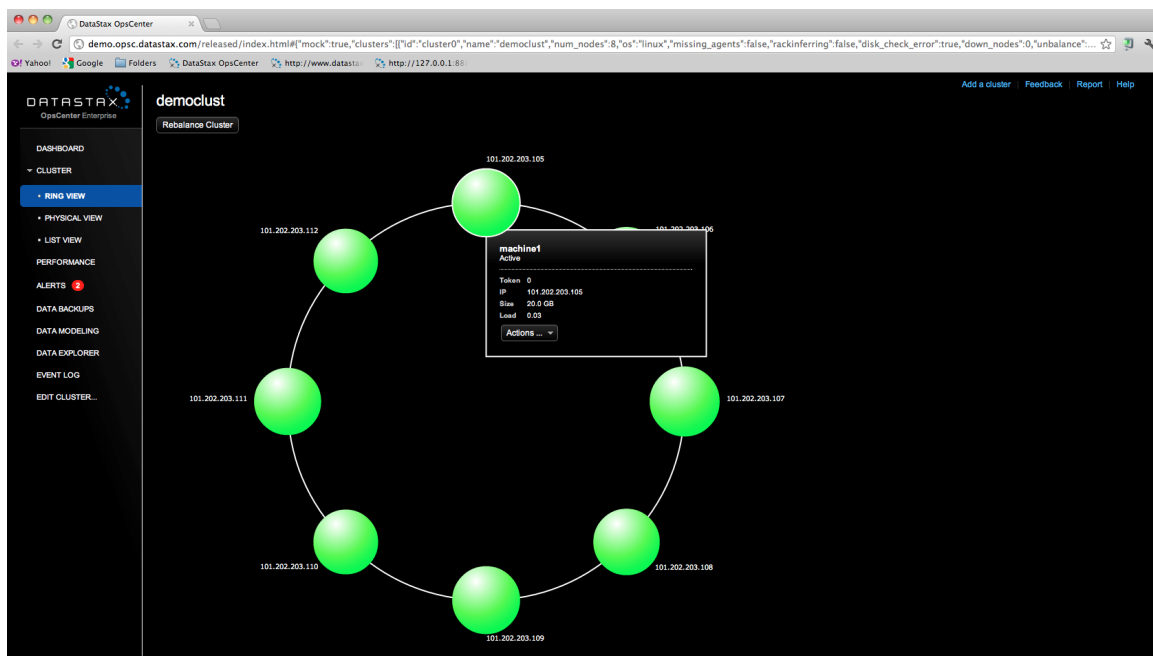 DataStax OpsCenter
demo.opsc.datastax.com/released/index.html#{"mock":true,"clusters":[{"id":"cluster0","name":"democlust","num_nodes":8,"os":"linux","missing_agents":false,"rackinferring":false,"disk_check_error":true,"down_nodes":0,"unbalance":...
Yahoo! Google Folders DataStax OpsCenter http://www.datasta http://127.0.0.1:88
Add a cluster Feedback Report Help
DATASTAX
OpsCenter Enterprise
democlust
Rebalance Cluster
DASHBOARD
CLUSTER
RING VIEW
PHYSICAL VIEW
LIST VIEW
PERFORMANCE
ALERTS 2
DATA BACKUPS
DATA MODELING
DATA EXPLORER
EVENT LOG
EDIT CLUSTER...
101.202.203.105
101.202.203.112
101.202.203.106
machine1
Active
Token 0
IP 101.202.203.105
Size 20.0 GB
Load 0.03
Actions ...
101.202.203.111
101.202.203.107
101.202.203.110
101.202.203.108
101.202.203.109